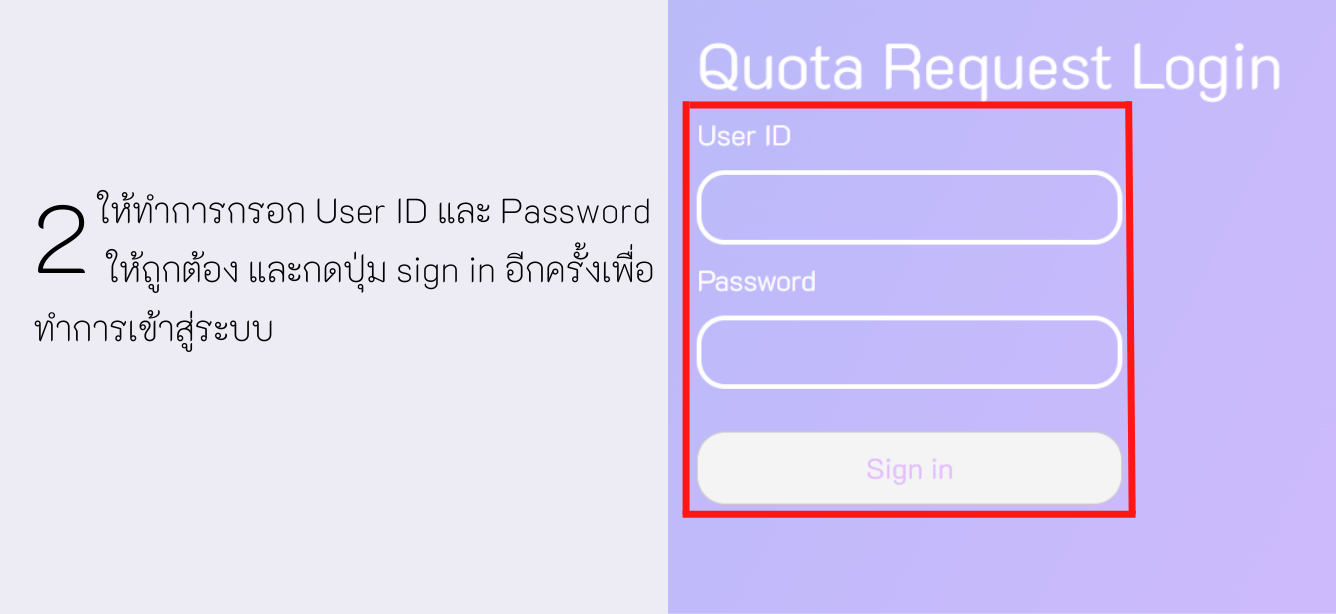 2 ให้ทำการกรอก User ID และ Password
ให้ถูกต้อง และกดปุ่ม sign in อีกครั้งเพื่อ
ทำการเข้าสู่ระบบ
Quota Request Login
User ID
Password
Sign in